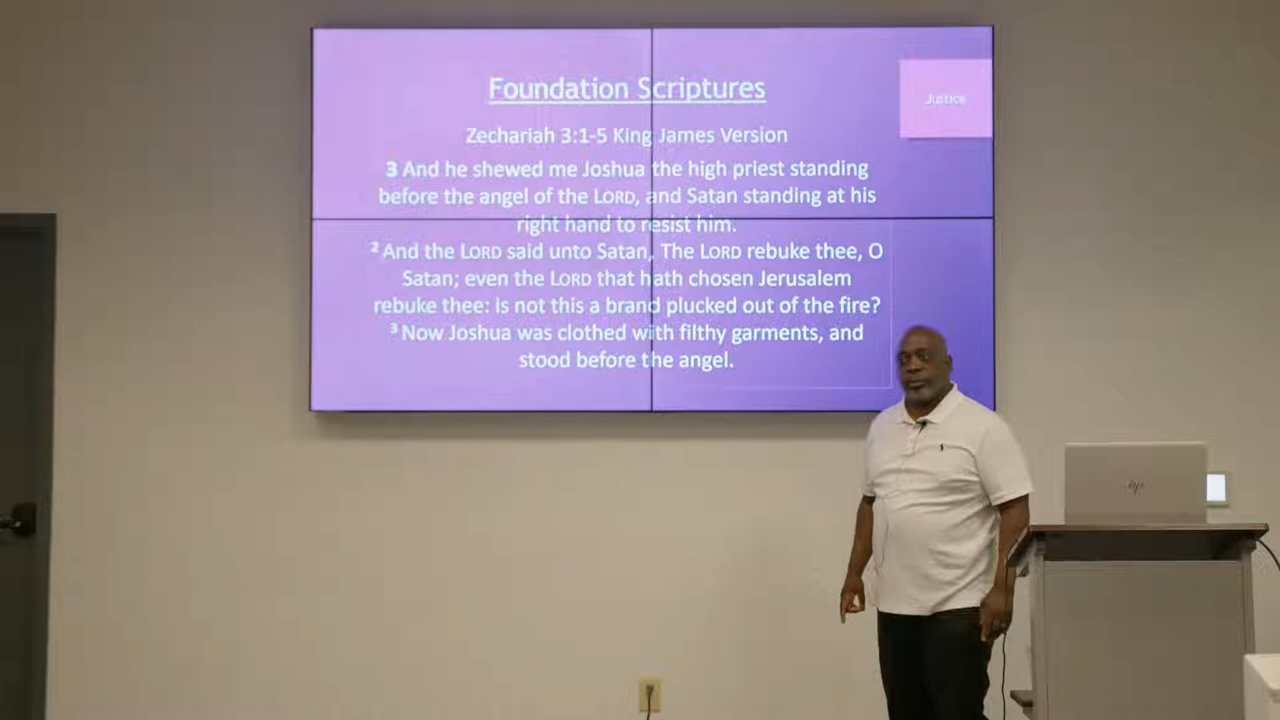 Foundation Scriptures
Justice
Zechariah 3:1-5 King James Version
3 And he shewed me Joshua the high priest standing
before the angel of the LORD, and Satan standing at his
right hand to resist him.
2 And the LORD said unto Satan, The LORD rebuke thee, O
Satan; even the LORD that hath chosen Jerusalem
rebuke thee: is not this a brand plucked out of the fire?
3 Now Joshua was clothed with filthy garments, and
stood before the angel.
hp